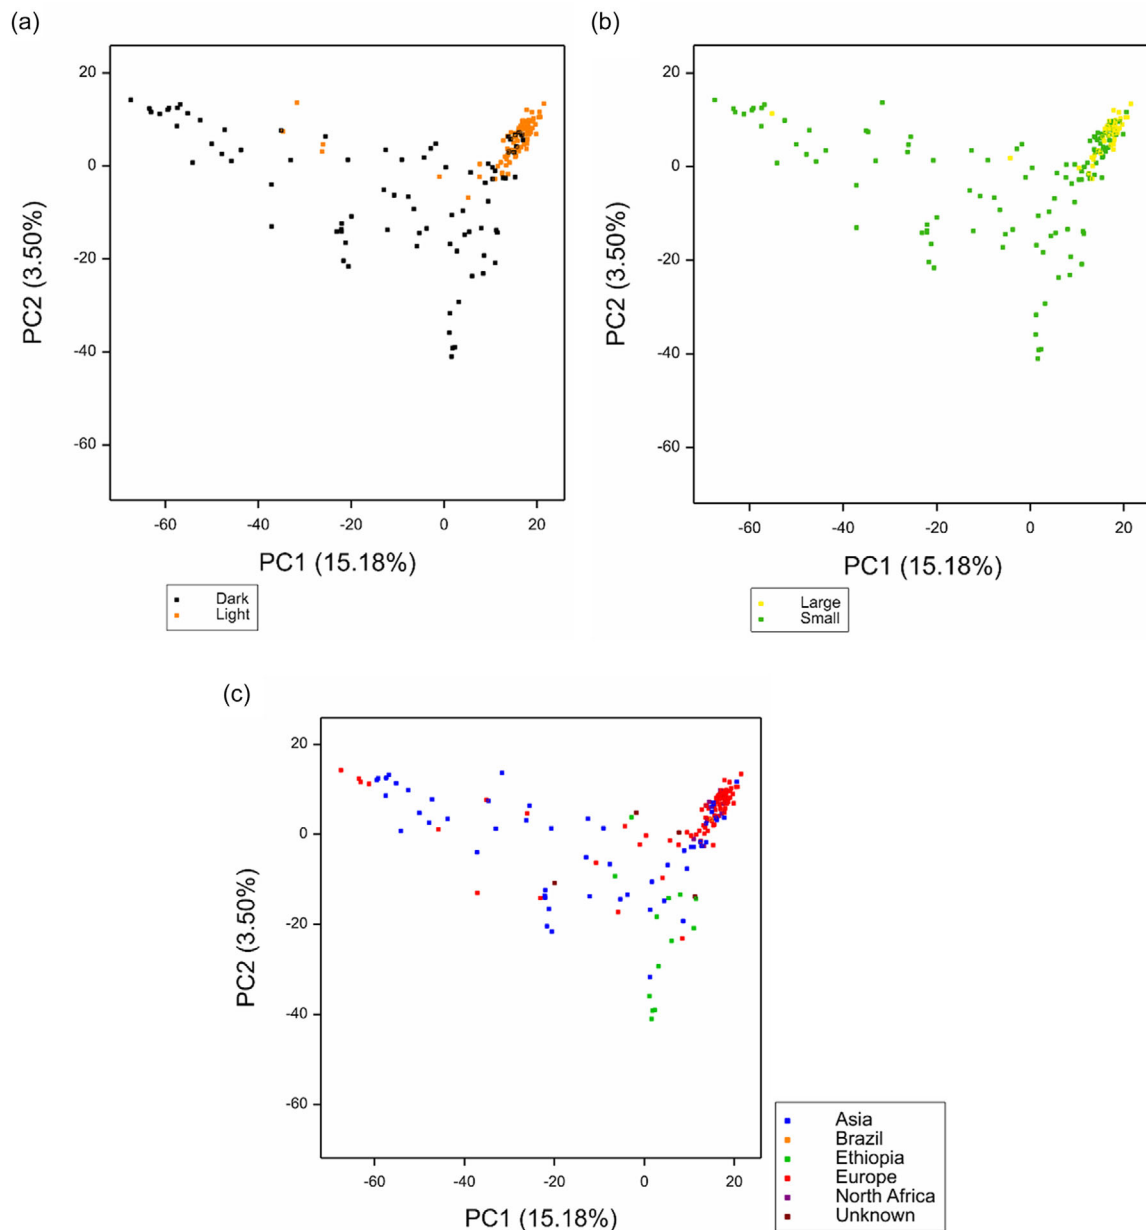 (a)
20
0
-20
-40
-60
PC2 (3.50%)
-60
-40
-20
0
20
PC1 (15.18%)
Dark
Light
(b)
20
0
-20
-40
-60
PC2 (3.50%)
-60
-40
-20
0
20
PC1 (15.18%)
Large
Small
(c)
20
0
-20
-40
-60
PC2 (3.50%)
-60
-40
-20
0
20
PC1 (15.18%)
Asia
Brazil
Ethiopia
Europe
North Africa
Unknown